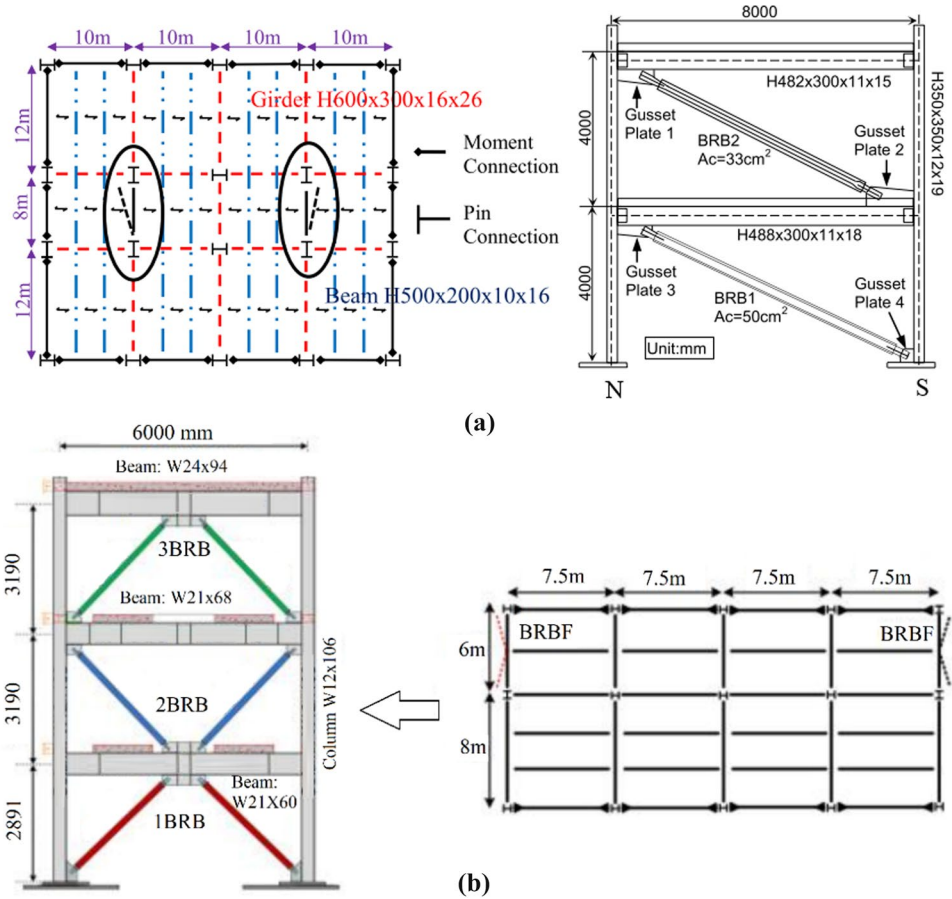 10m 10m 10m 10m
12m
8m
12m
Girder H600x300x16x26
Beam H500x200x10x16
Moment
Connection
Pin
Connection
8000
4000
4000
H482x300x11x15
H350x350x12x19
Gusset
Plate 1
BRB2
Ac=33cm²
Gusset
Plate 2
H488x300x11x18
Gusset
Plate 3
BRB1
Ac=50cm²
Gusset
Plate 4
Unit:mm
N S
(a)
6000 mm
Beam: W24x94
3190
3190
2891
3BRB
Beam: W21x68
2BRB
Column W12x106
Beam:
W21X60
1BRB
7.5m 7.5m 7.5m 7.5m
6m
8m
BRBF BRBF
(b)